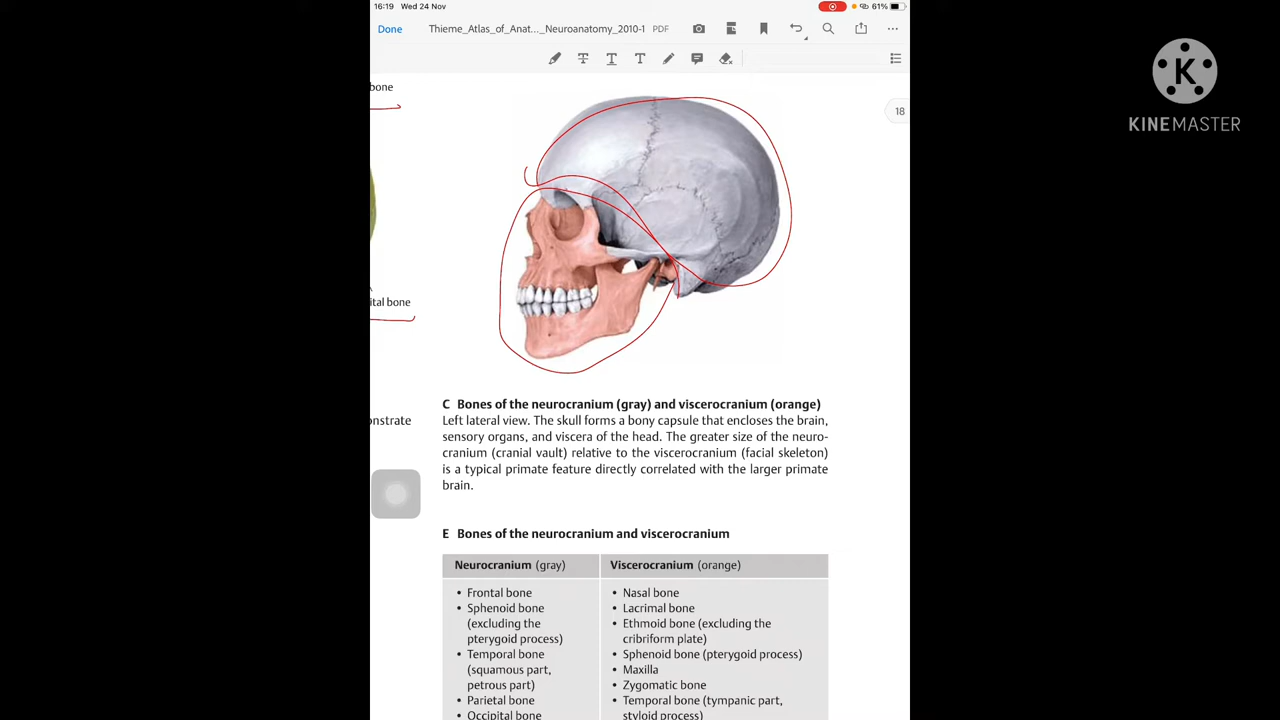 16:19 Wed 24 Nov
61%
Done
Thieme_Atlas_of_Anat..._Neuroanatomy_2010-1 PDF
bone
18
K
KINEMASTER
ital bone
onstrate
C Bones of the neurocranium (gray) and viscerocranium (orange)
Left lateral view. The skull forms a bony capsule that encloses the brain,
sensory organs, and viscera of the head. The greater size of the neuro-
cranium (cranial vault) relative to the viscerocranium (facial skeleton)
is a typical primate feature directly correlated with the larger primate
brain.
E Bones of the neurocranium and viscerocranium
Neurocranium (gray)
• Frontal bone
• Sphenoid bone
(excluding the
pterygoid process)
• Temporal bone
(squamous part,
petrous part)
• Parietal bone
• Occipital bone
Viscerocranium (orange)
• Nasal bone
• Lacrimal bone
• Ethmoid bone (excluding the
cribriform plate)
• Sphenoid bone (pterygoid process)
• Maxilla
• Zygomatic bone
• Temporal bone (tympanic part,
styloid process)